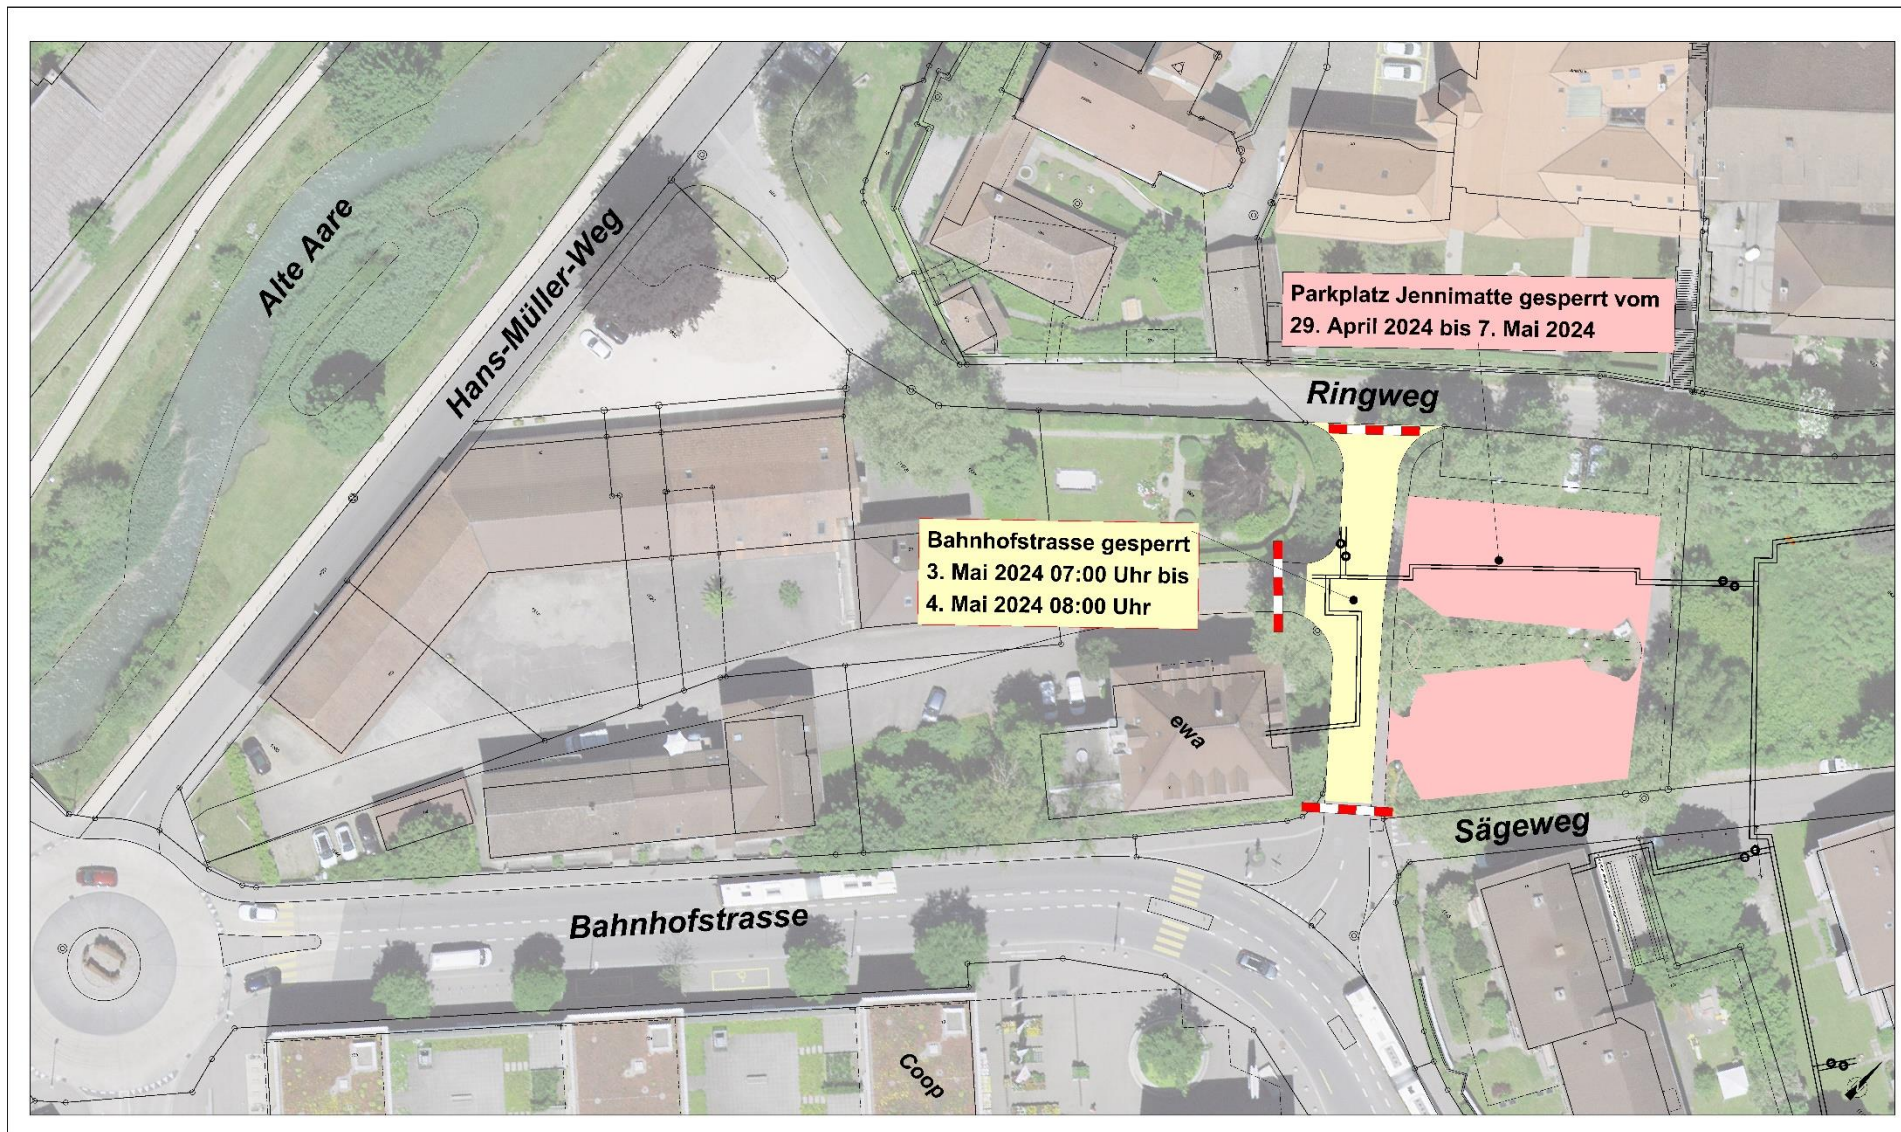 Alte Aare
Hans-Müller-Weg
Parkplatz Jennimatte gesperrt vom
29. April 2024 bis 7. Mai 2024
Ringweg
Bahnhofstrasse gesperrt
3. Mai 2024 07:00 Uhr bis
4. Mai 2024 08:00 Uhr
ewa
Sägeweg
Bahnhofstrasse
Coop